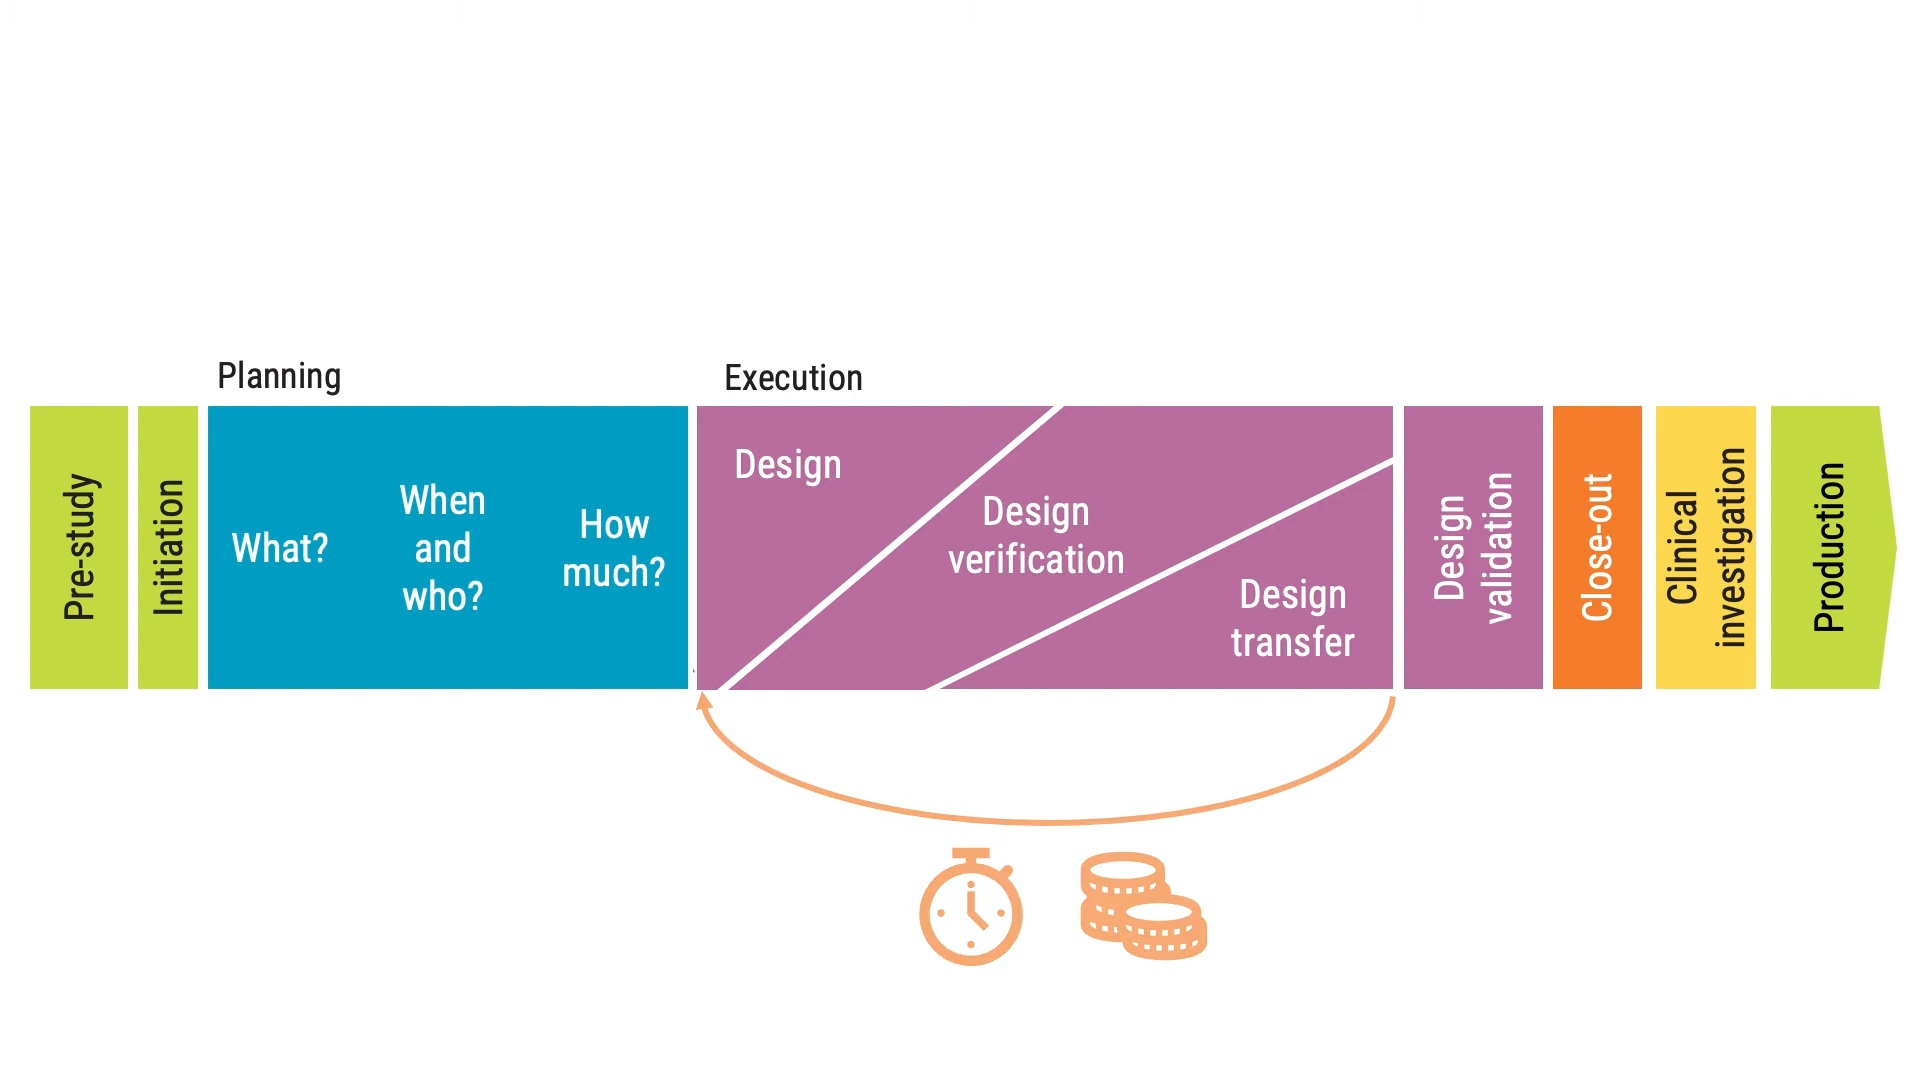 Planning
Execution
Pre-study
Initiation
What?
When
and
who?
How
much?
Design
Design
verification
Design
transfer
Design
validation
Close-out
Clinical
investigation
Production